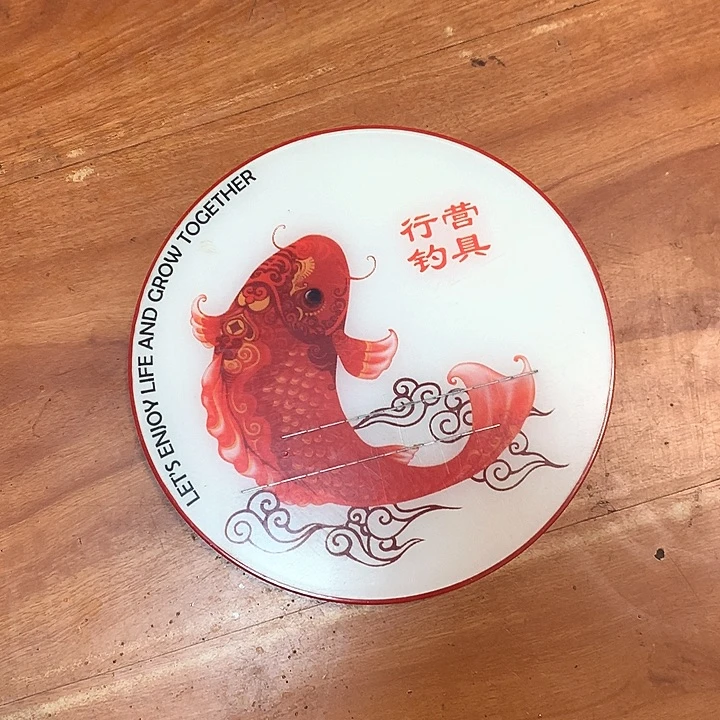 LET'S ENJOY LIFE AND GROW TOGETHER
行营
钓具